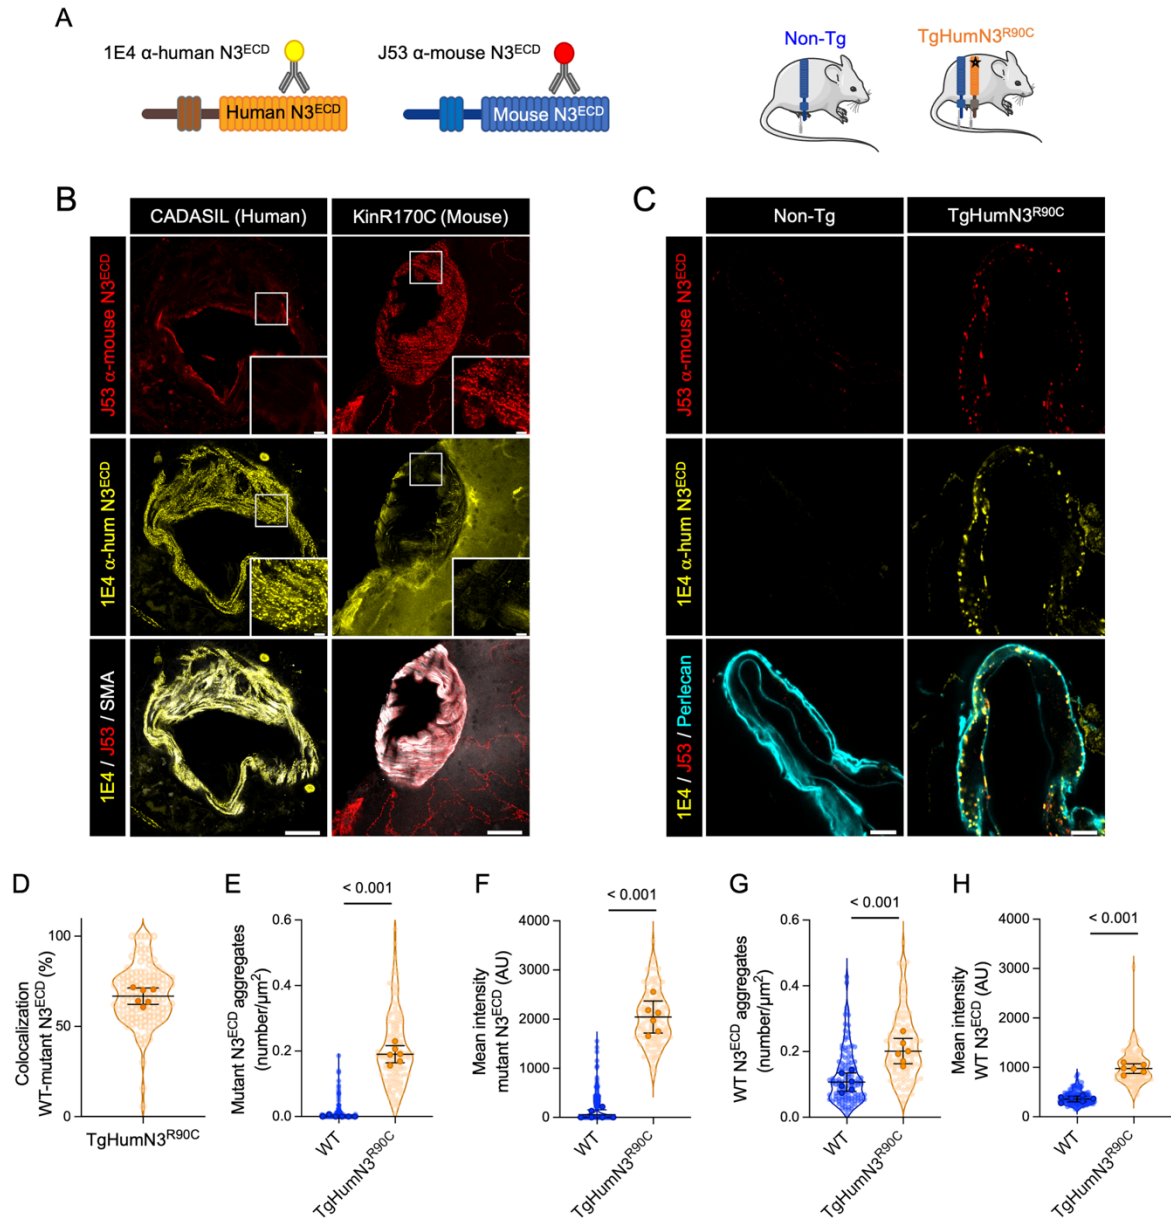 A
1E4 α-human N3ᴱᶜᴰ
J53 α-mouse N3ᴱᶜᴰ
Human N3ᴱᶜᴰ
Mouse N3ᴱᶜᴰ
Non-Tg
TgHumN3ᴿ⁹⁰ᶜ
B
CADASIL (Human)
KinR170C (Mouse)
J53 α-mouse N3ᴱᶜᴰ
1E4 α-hum N3ᴱᶜᴰ
1E4 / J53 / SMA
C
Non-Tg
TgHumN3ᴿ⁹⁰ᶜ
J53 α-mouse N3ᴱᶜᴰ
1E4 α-hum N3ᴱᶜᴰ
1E4 / J53 / Perlecan
D
Colocalization
WT-mutant N3ᴱᶜᴰ (%)
100
50
0
TgHumN3ᴿ⁹⁰ᶜ
E
Mutant N3ᴱᶜᴰ aggregates
(number/μm²)
< 0.001
0.6
0.4
0.2
0.0
WT
TgHumN3ᴿ⁹⁰ᶜ
F
Mean intensity
mutant N3ᴱᶜᴰ (AU)
< 0.001
4000
3000
2000
1000
0
WT
TgHumN3ᴿ⁹⁰ᶜ
G
WT N3ᴱᶜᴰ aggregates
(number/μm²)
< 0.001
0.6
0.4
0.2
0.0
WT
TgHumN3ᴿ⁹⁰ᶜ
H
Mean intensity
WT N3ᴱᶜᴰ (AU)
< 0.001
4000
3000
2000
1000
0
WT
TgHumN3ᴿ⁹⁰ᶜ